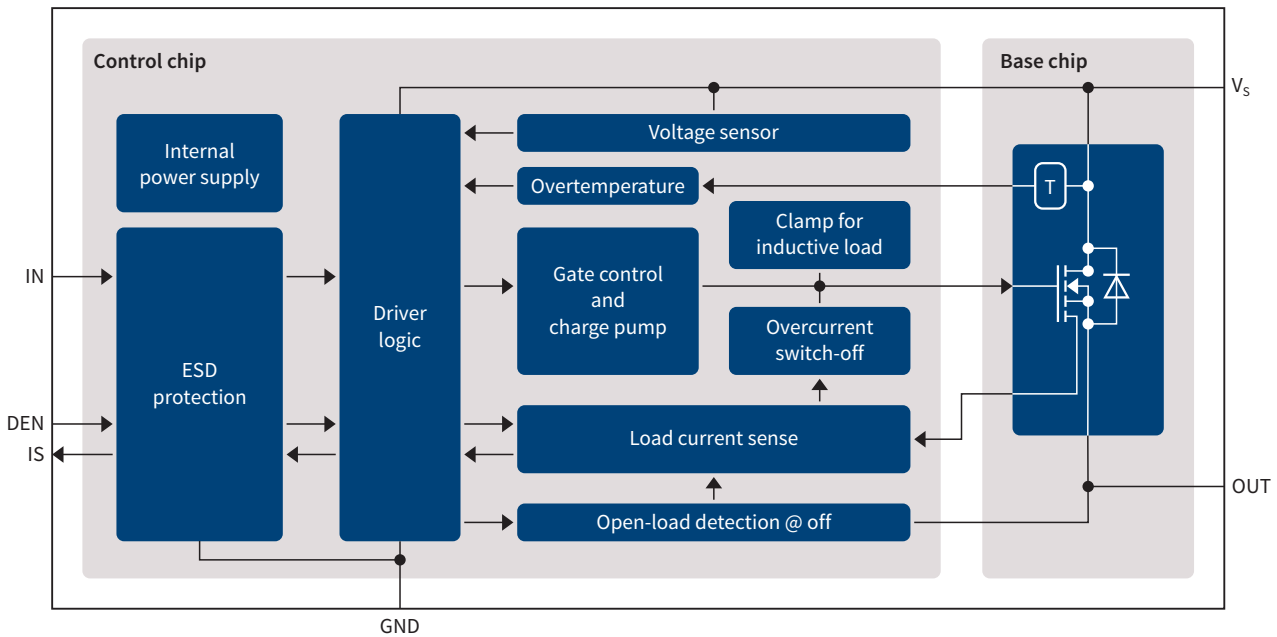 Control chip
Base chip
V_S
Voltage sensor
Internal
power supply
Overtemperature
T
Clamp for
inductive load
IN
Gate control
and
charge pump
Driver
logic
Overcurrent
switch-off
ESD
protection
DEN
Load current sense
IS
OUT
Open-load detection @ off
GND